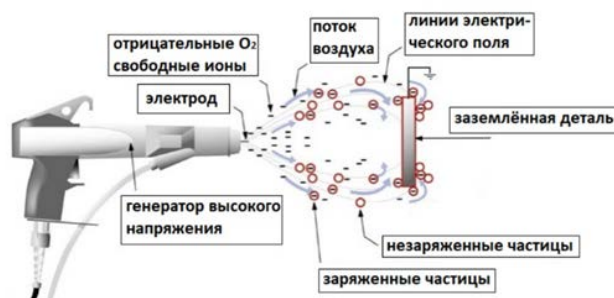 отрицательные O₂
свободные ионы
поток
воздуха
линии электри-
ческого поля
электрод
заземлённая деталь
генератор высокого
напряжения
незаряженные частицы
заряженные частицы